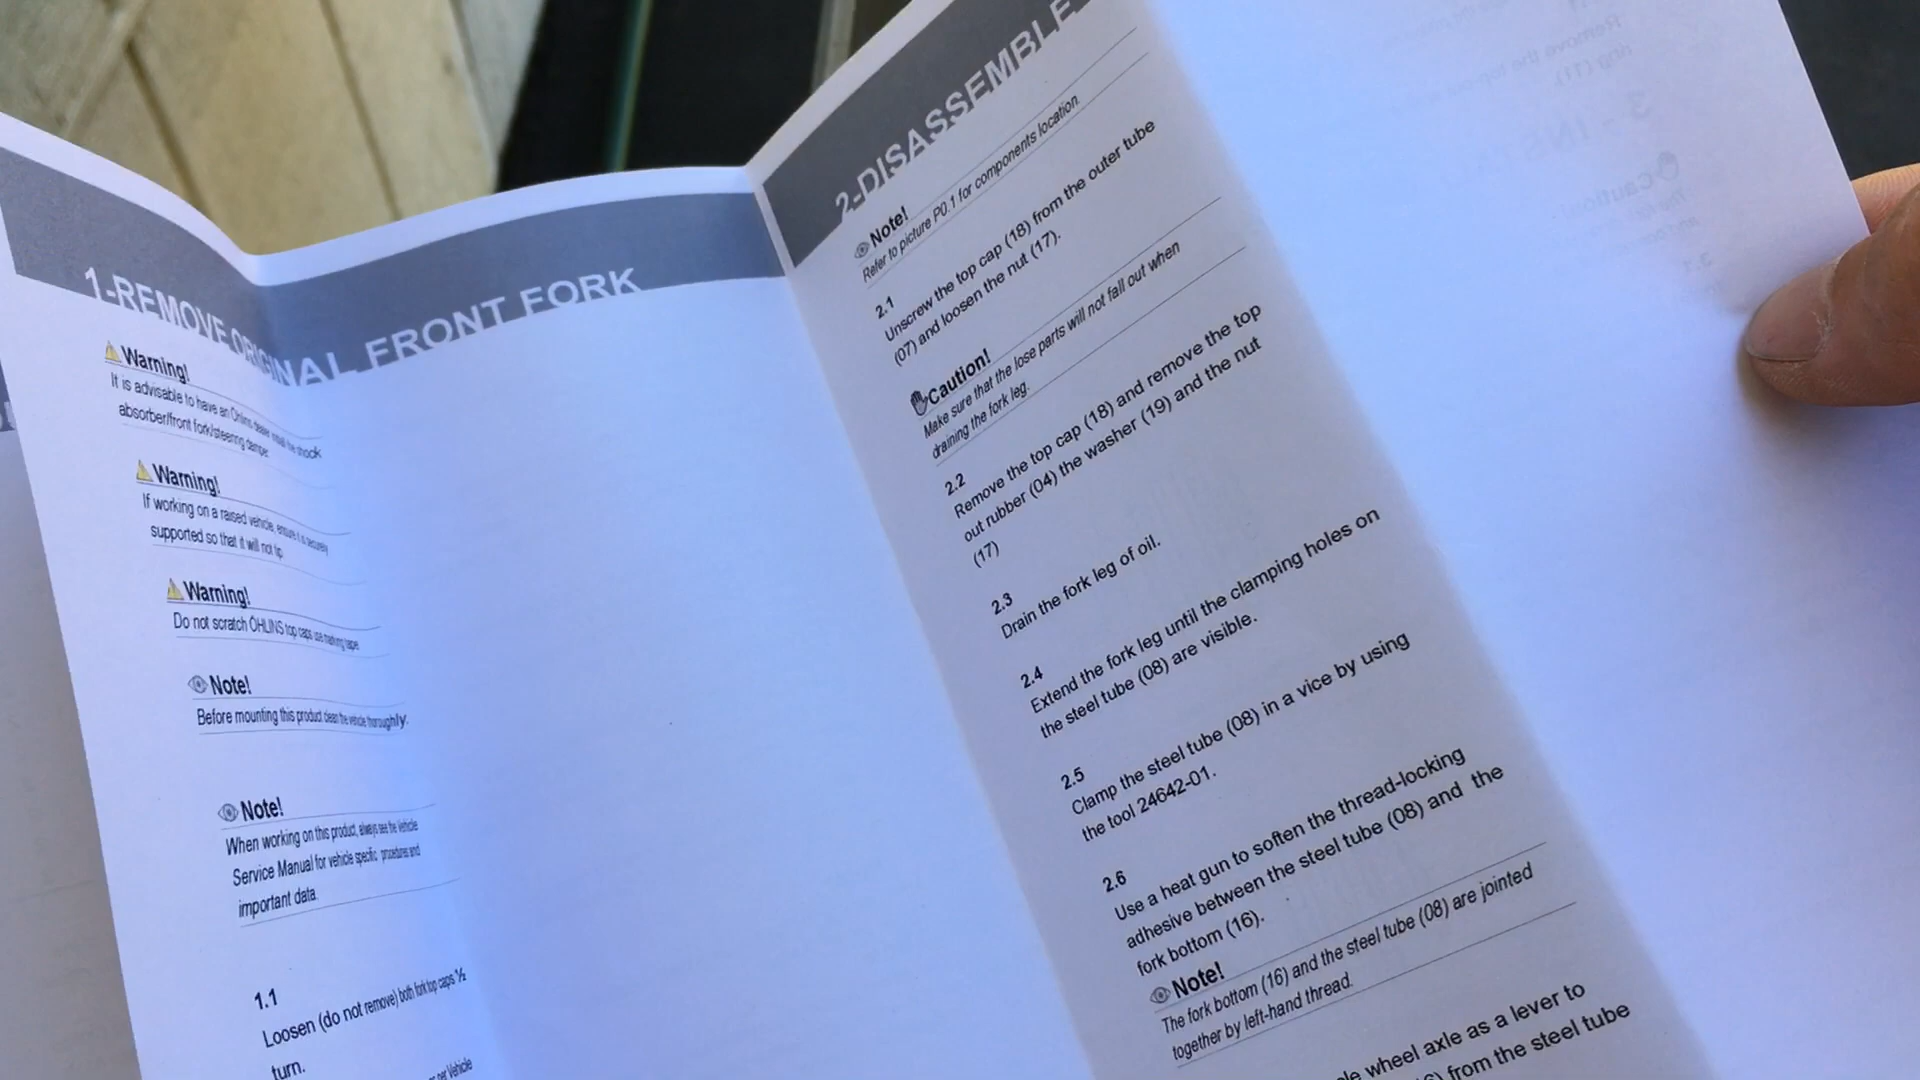 1-REMOVE ORIGINAL FRONT FORK
Warning!
It is advisable to have an Öhlins dealer install the shock
absorber/front fork/steering damper.
Warning!
If working on a raised vehicle, ensure it is securely
supported so that it will not tip.
Warning!
Do not scratch ÖHLINS top caps use masking tape
Note!
Before mounting this product clean the vehicle thoroughly.
Note!
When working on this product, always see the Vehicle
Service Manual for vehicle specific procedures and
important data.
1.1
Loosen (do not remove) both fork top caps ½
turn.
per Vehicle
2-DISASSEMBLE
Note!
Refer to picture P0.1 for components location.
2.1
Unscrew the top cap (18) from the outer tube
(07) and loosen the nut (17).
Caution!
Make sure that the lose parts will not fall out when
draining the fork leg.
2.2
Remove the top cap (18) and remove the top
out rubber (04) the washer (19) and the nut
(17)
2.3
Drain the fork leg of oil.
2.4
Extend the fork leg until the clamping holes on
the steel tube (08) are visible.
2.5
Clamp the steel tube (08) in a vice by using
the tool 24642-01.
2.6
Use a heat gun to soften the thread-locking
adhesive between the steel tube (08) and the
fork bottom (16).
Note!
The fork bottom (16) and the steel tube (08) are jointed
together by left-hand thread.
wheel axle as a lever to
from the steel tube